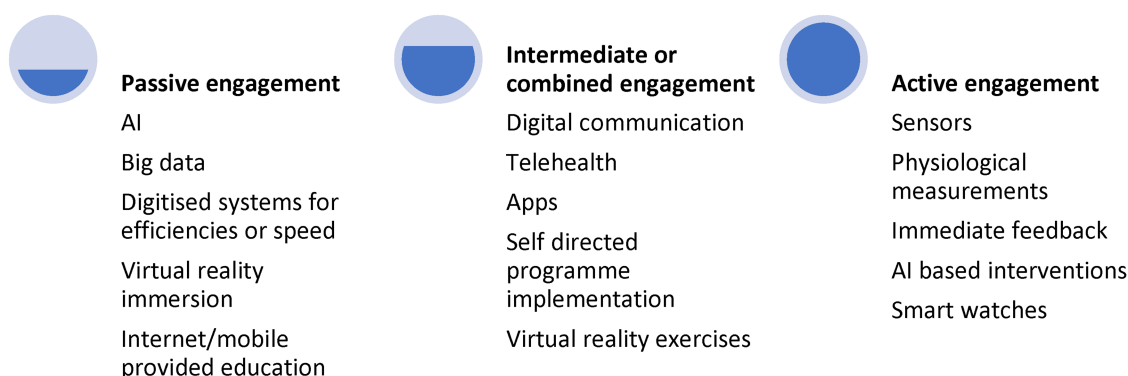 Passive engagement
AI
Big data
Digitised systems for
efficiencies or speed
Virtual reality
immersion
Internet/mobile
provided education
Intermediate or
combined engagement
Digital communication
Telehealth
Apps
Self directed
programme
implementation
Virtual reality exercises
Active engagement
Sensors
Physiological
measurements
Immediate feedback
AI based interventions
Smart watches